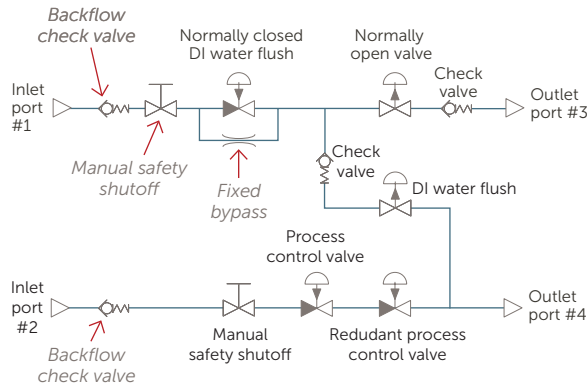 Backflow
check valve
Normally closed
DI water flush
Normally
open valve
Check
valve
Inlet
port
#1
Outlet
port #3
Manual safety
shutoff
Fixed
bypass
Check
valve
DI water flush
Process
control valve
Inlet
port
#2
Outlet
port #4
Manual
safety shutoff
Redudant process
control valve
Backflow
check valve